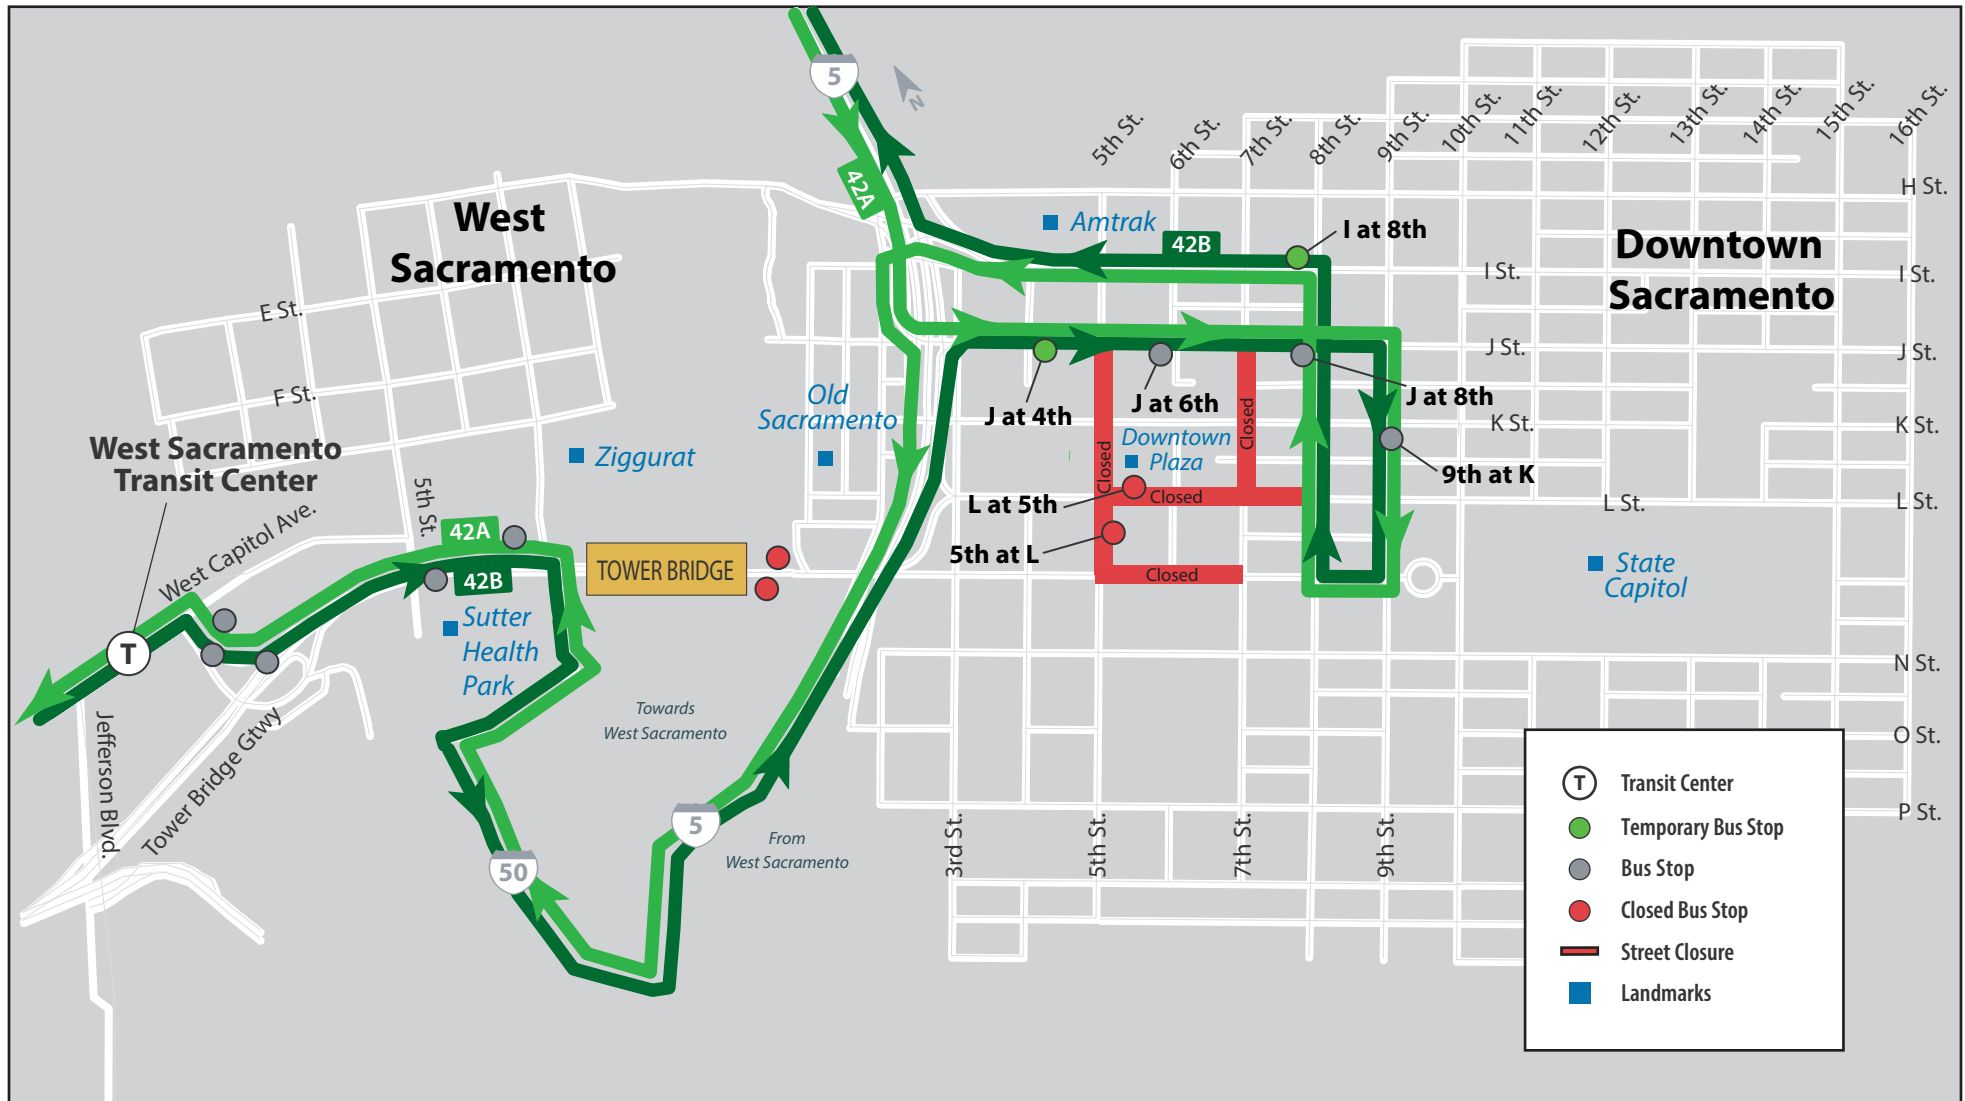 5
N
5th St.
6th St.
7th St.
8th St.
9th St.
10th St.
11th St.
12th St.
13th St.
14th St.
15th St.
16th St.
42A
West
Sacramento
Amtrak
42B
I at 8th
Downtown
Sacramento
H St.
I St.
I St.
E St.
F St.
J St.
J St.
Old
Sacramento
J at 4th
J at 6th
J at 8th
Closed
Closed
Downtown
Plaza
K St.
K St.
West Sacramento
Transit Center
Ziggurat
9th at K
L at 5th
Closed
L St.
L St.
5th St.
West Capitol Ave.
42A
42B
TOWER BRIDGE
5th at L
Closed
State
Capitol
T
Sutter
Health
Park
N St.
Towards
West Sacramento
O St.
Jefferson Blvd.
Tower Bridge Gtwy
5
From
West Sacramento
50
3rd St.
5th St.
7th St.
9th St.
P St.
T Transit Center
Temporary Bus Stop
Bus Stop
Closed Bus Stop
Street Closure
Landmarks